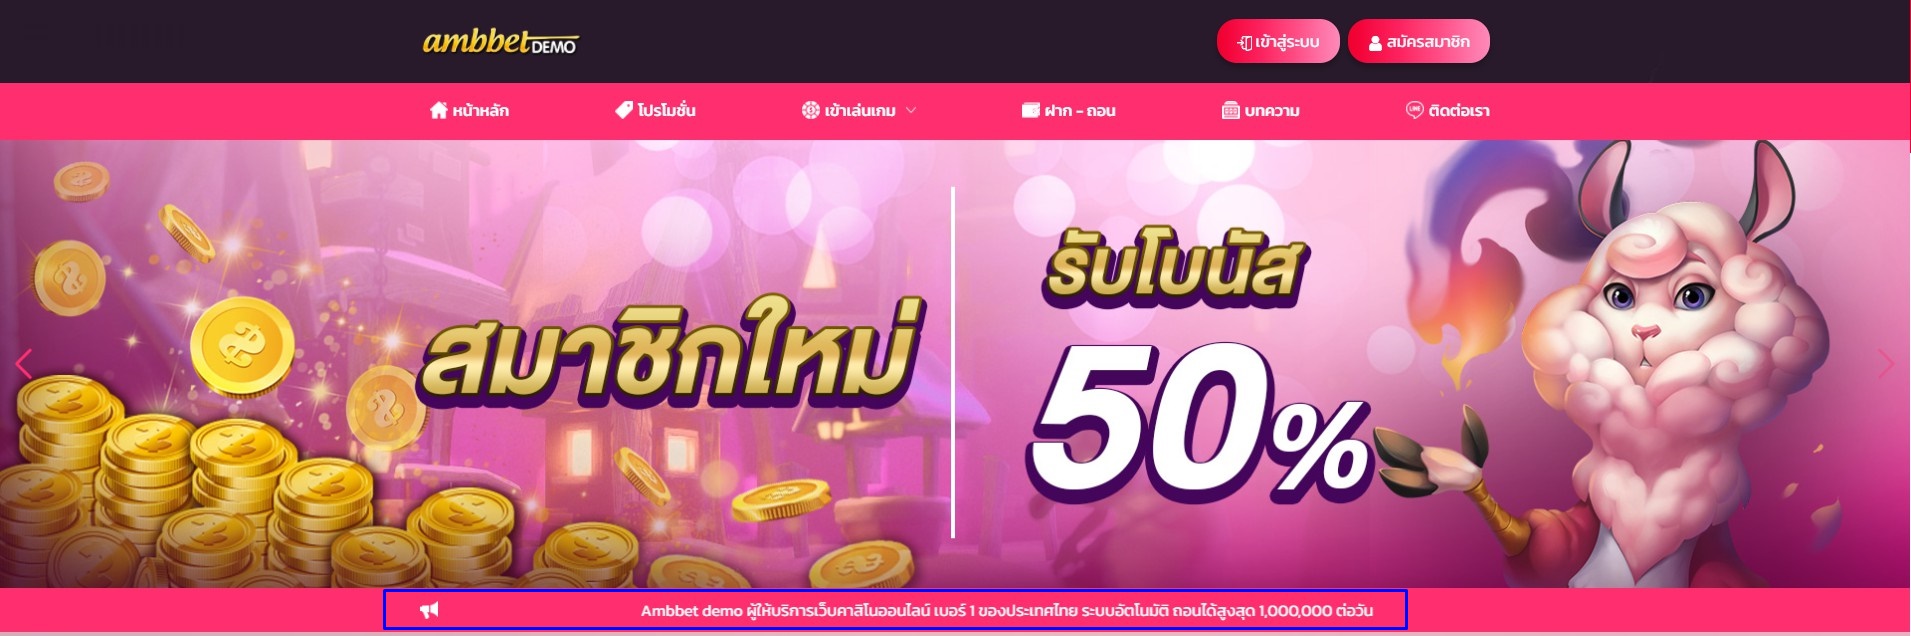 ambbet DEMO
เข้าสู่ระบบ
สมัครสมาชิก
หน้าหลัก
โปรโมชั่น
เข้าเล่นเกม
ฝาก - ถอน
บทความ
LINE
ติดต่อเรา
สมาชิกใหม่
รับโบนัส
50%
Ambbet demo ผู้ให้บริการเว็บคาสิโนออนไลน์ เบอร์ 1 ของประเทศไทย ระบบอัตโนมัติ ถอนได้สูงสุด 1,000,000 ต่อวัน